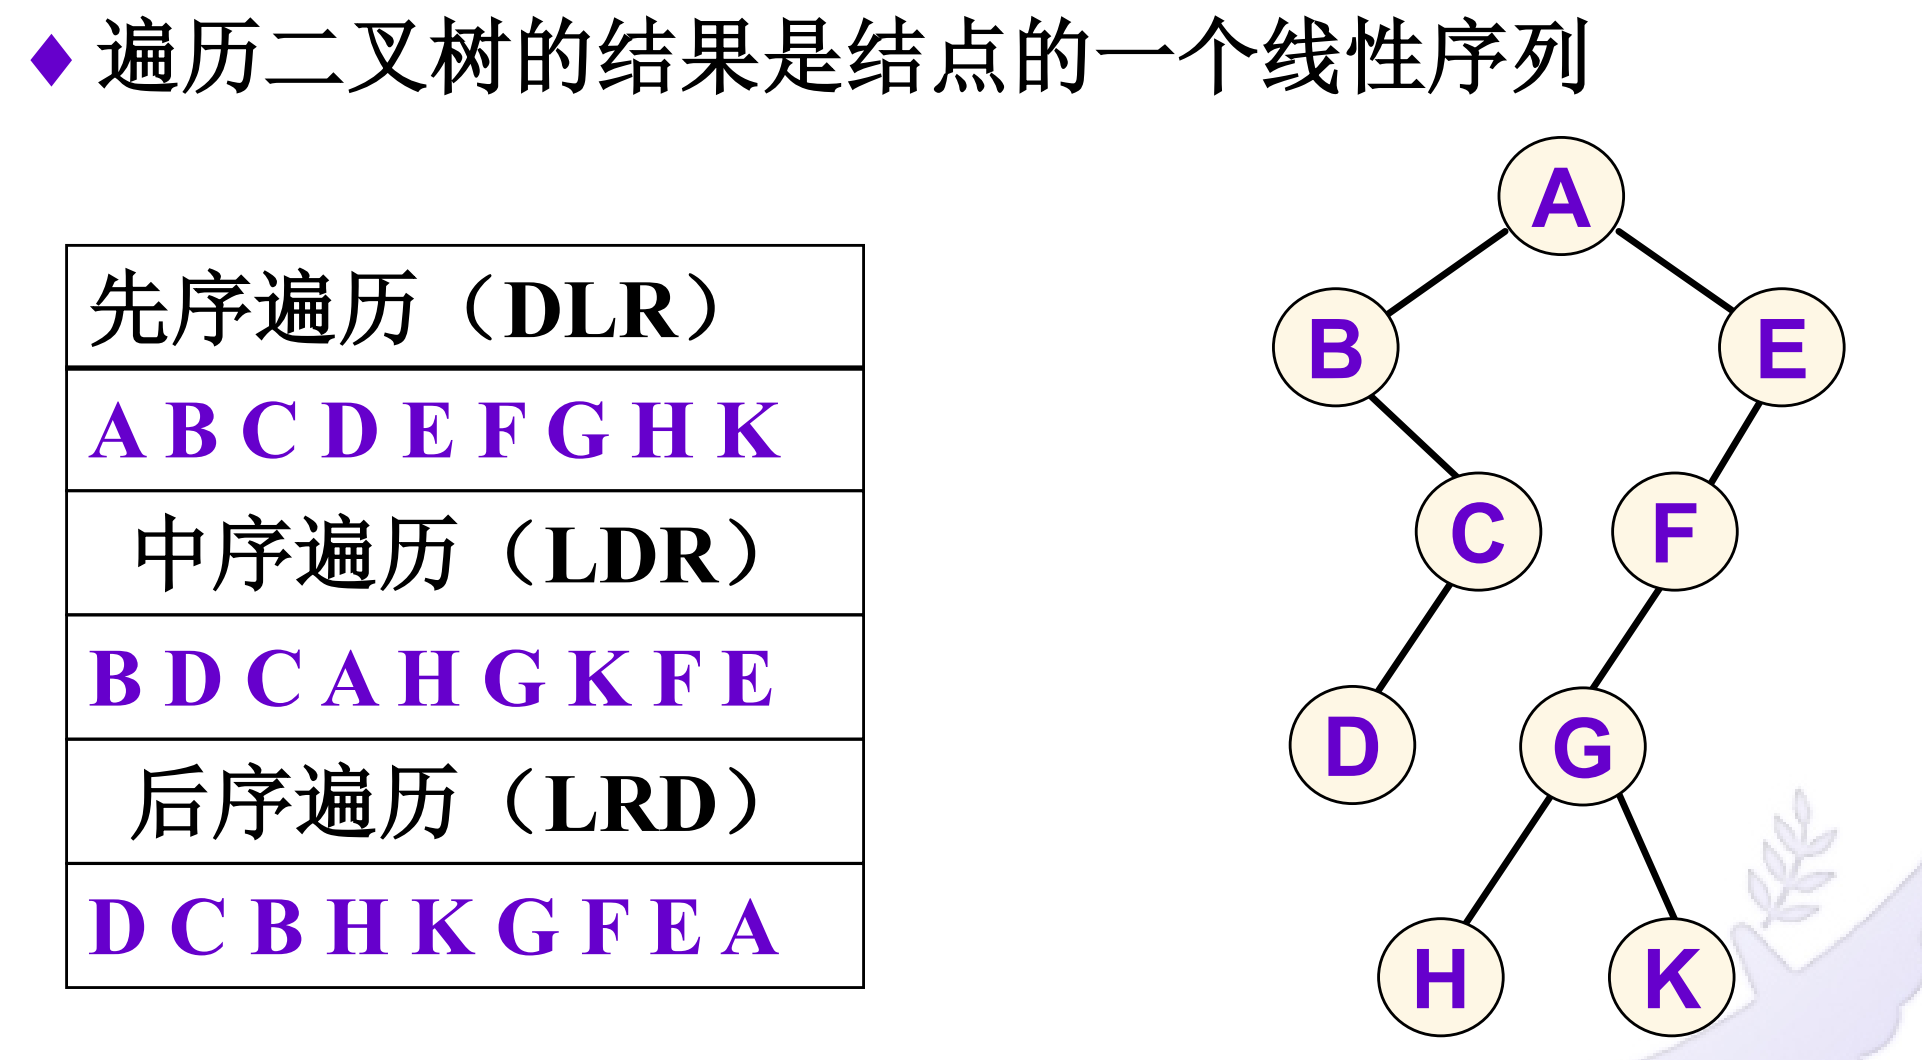 遍历二叉树的结果是结点的一个线性序列
先序遍历（DLR）
A B C D E F G H K
中序遍历（LDR）
B D C A H G K F E
后序遍历（LRD）
D C B H K G F E A
A
B E
C F
D G
H K